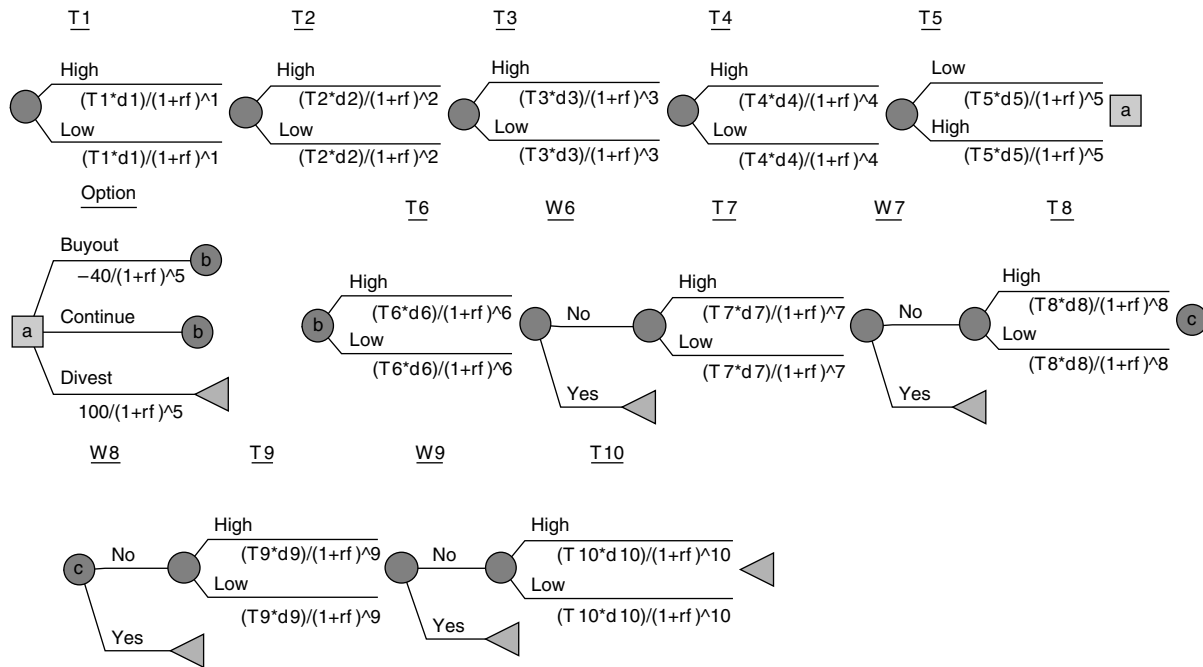 T1 T2 T3 T4 T5
High High High High Low
(T1*d1)/(1+rf)^1 (T2*d2)/(1+rf)^2 (T3*d3)/(1+rf)^3 (T4*d4)/(1+rf)^4 (T5*d5)/(1+rf)^5 a
Low Low Low Low High
(T1*d1)/(1+rf)^1 (T2*d2)/(1+rf)^2 (T3*d3)/(1+rf)^3 (T4*d4)/(1+rf)^4 (T5*d5)/(1+rf)^5
Option
T6 W6 T7 W7 T8
Buyout b
−40/(1+rf)^5
a Continue b
Divest
100/(1+rf)^5
High High High
b (T6*d6)/(1+rf)^6 No (T7*d7)/(1+rf)^7 No (T8*d8)/(1+rf)^8 c
Low Low Low
(T6*d6)/(1+rf)^6 (T7*d7)/(1+rf)^7 (T8*d8)/(1+rf)^8
Yes Yes
W8 T9 W9 T10
High High
c No (T9*d9)/(1+rf)^9 No (T10*d10)/(1+rf)^10
Low Low
(T9*d9)/(1+rf)^9 (T10*d10)/(1+rf)^10
Yes Yes